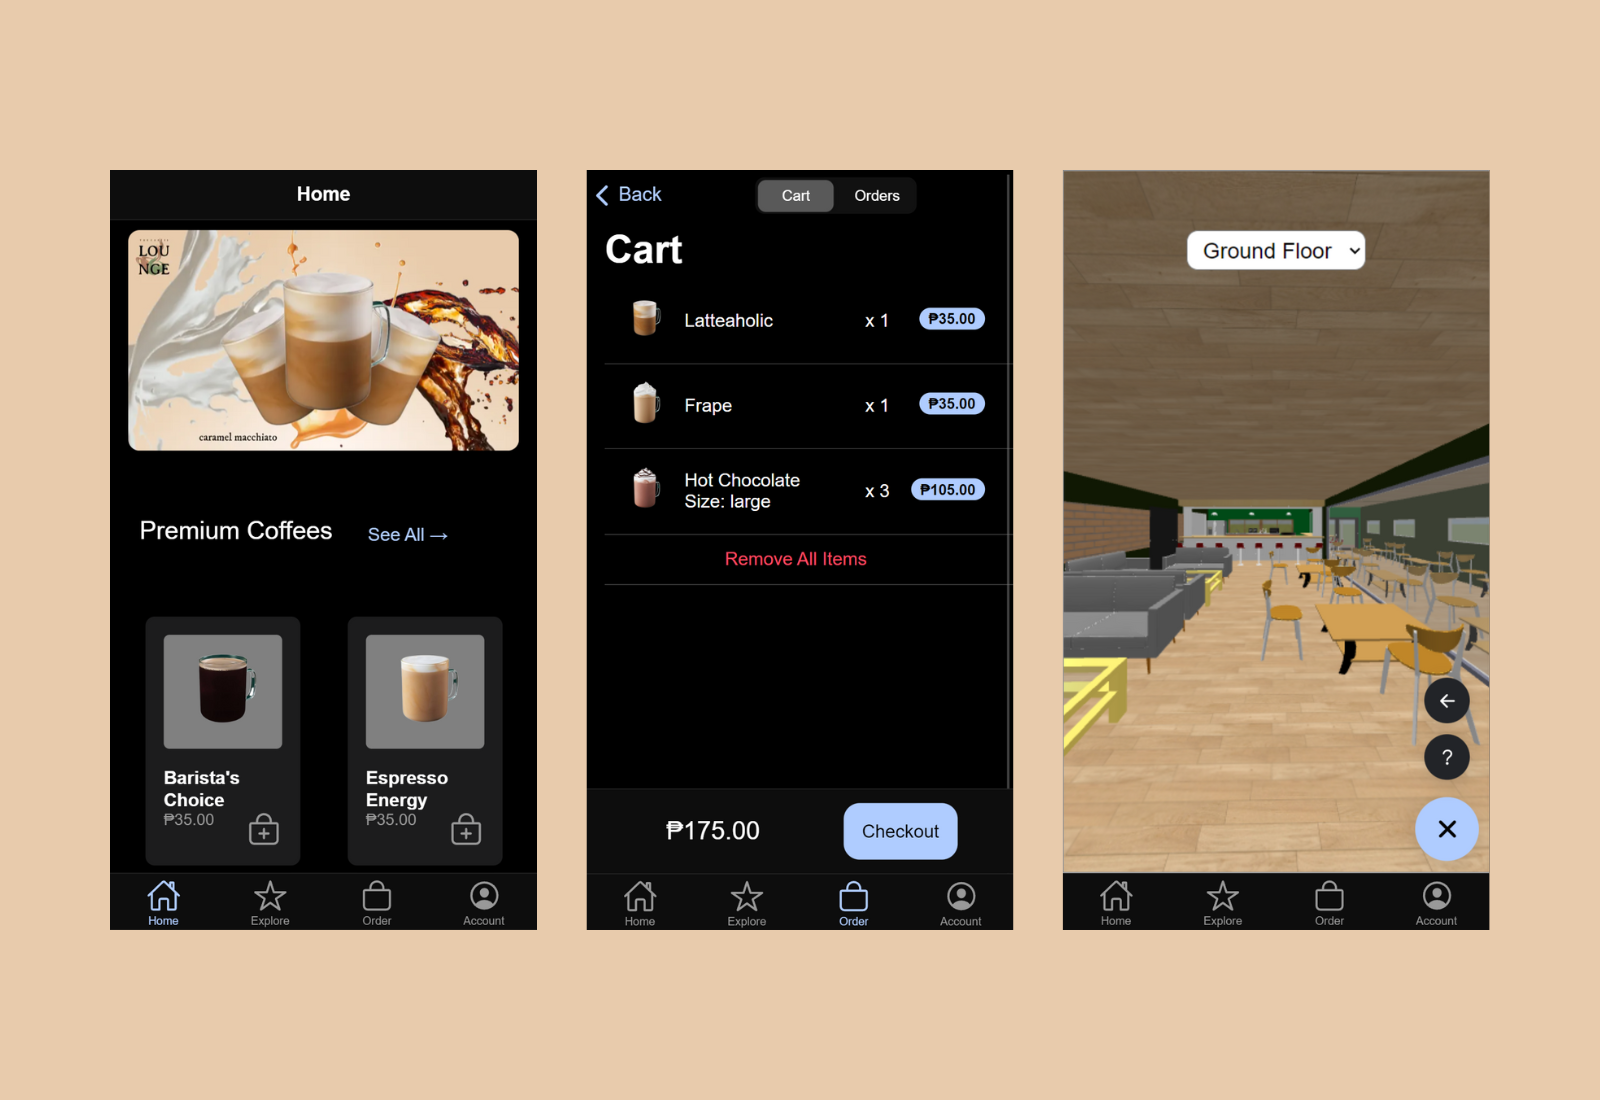 Home
LOU
NGE
caramel macchiato
Premium Coffees
See All →
Barista's
Choice
₱35.00
Espresso
Energy
₱35.00
Home
Explore
Order
Account
Back
Cart
Orders
Cart
Latteaholic
x 1
₱35.00
Frape
x 1
₱35.00
Hot Chocolate
Size: large
x 3
₱105.00
Remove All Items
₱175.00
Checkout
Home
Explore
Order
Account
Ground Floor
?
Home
Explore
Order
Account